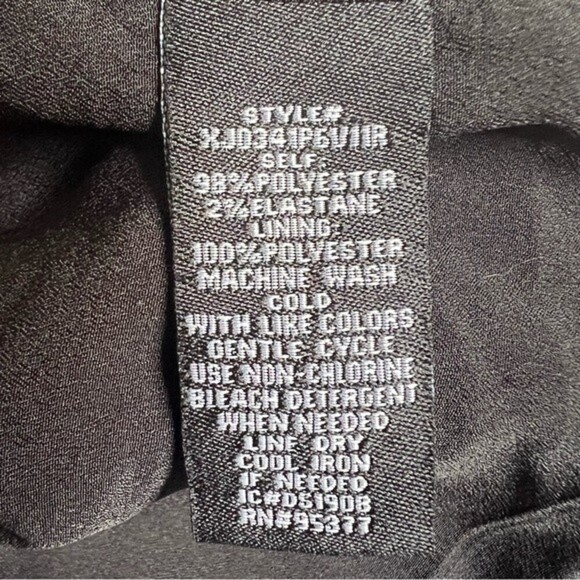 STYLE#
XJD341P6V11R
SELF:
98%POLYESTER
2%ELASTANE
LINING:
100%POLYESTER
MACHINE WASH
COLD
WITH LIKE COLORS
GENTLE CYCLE
USE NON-CHLORINE
BLEACH DETERGENT
WHEN NEEDED
LINE DRY
COOL IRON
IF NEEDED
IC#DS190B
RN#95377